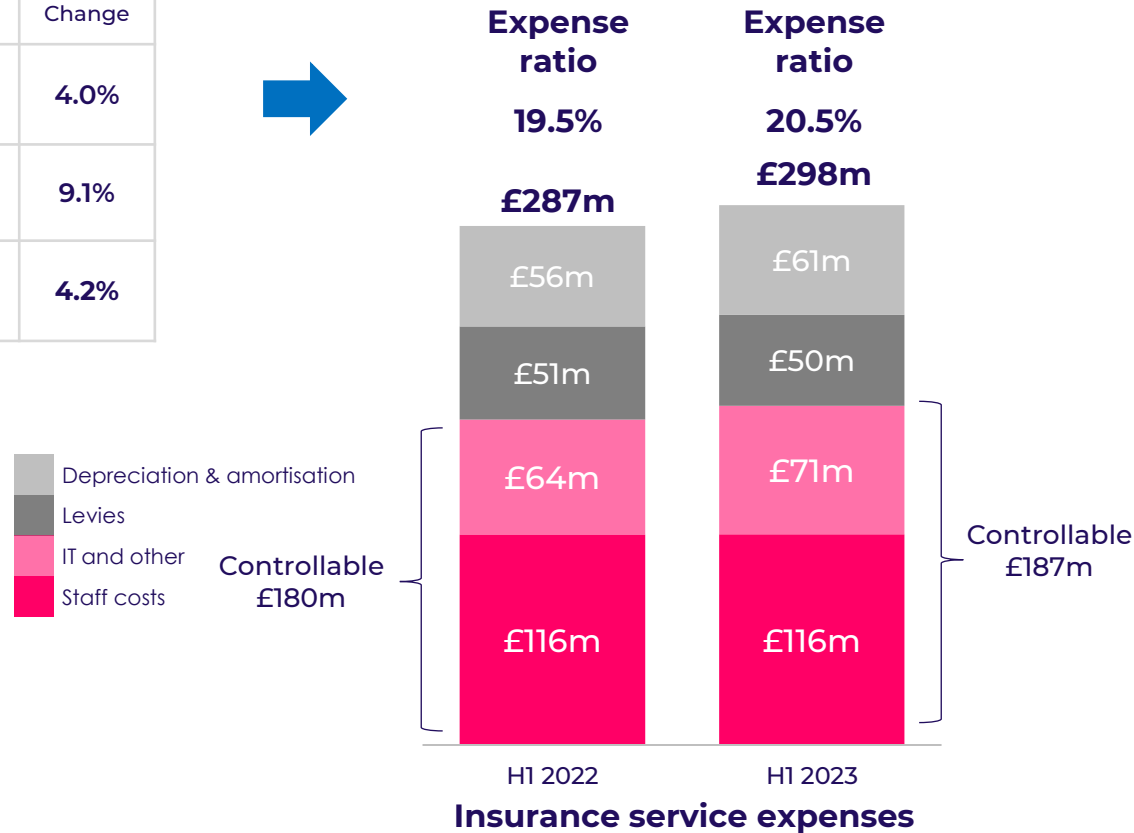 Change
4.0%
9.1%
4.2%
Expense
ratio
19.5%
£287m
Expense
ratio
20.5%
£298m
£56m
£61m
£51m
£50m
£64m
£71m
£116m
£116m
Depreciation & amortisation
Levies
IT and other
Staff costs
Controllable
£180m
Controllable
£187m
H1 2022
H1 2023
Insurance service expenses